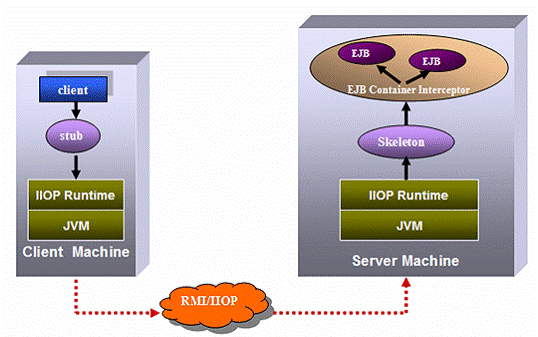 client
stub
IIOP Runtime
JVM
Client Machine
RMI/IIOP
EJB
EJB
EJB Container Interceptor
Skeleton
IIOP Runtime
JVM
Server Machine